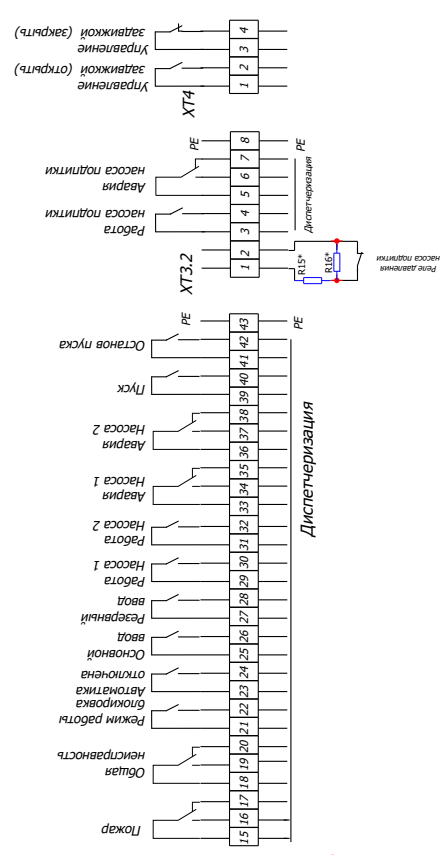 Управление
задвижкой (закрыть)
Управление
задвижкой (открыть)
XT4
4
3
2
1
PE
Авария
насоса подпитки
Работа
насоса подпитки
XT3.2
8
7
6
5
4
3
2
1
PE
Диспетчеризация
R15*
R16*
Реле давления
насоса подпитки
PE
Останов пуска
Пуск
Авария
Насоса 2
Авария
Насоса 1
Работа
Насоса 2
Работа
Насоса 1
Резервный
ввод
Основной
ввод
Автоматика
отключена
Режим работы
блокировка
Общая
неисправность
Пожар
43
42
41
40
39
38
37
36
35
34
33
32
31
30
29
28
27
26
25
24
23
22
21
20
19
18
17
16
15
PE
Диспетчеризация